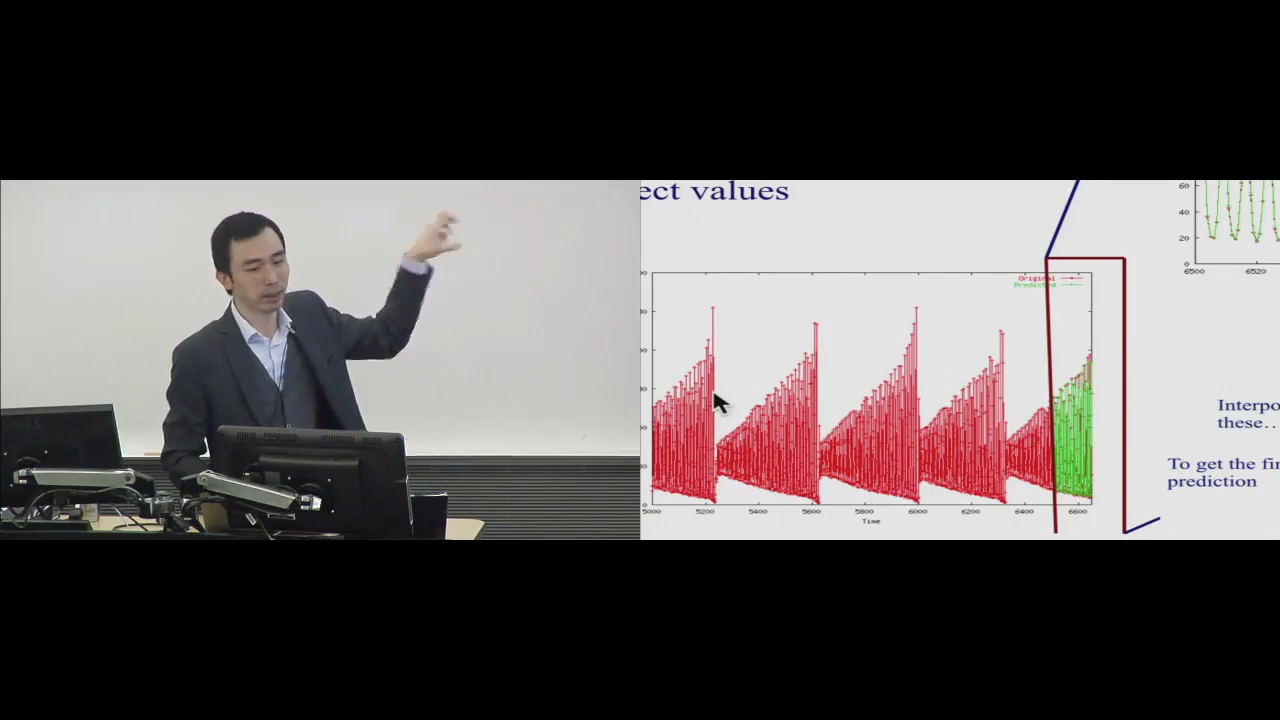 ect values
60
40
20
0
6500 6520
Original
Predicted
5000 5200 5400 5600 5800 6000 6200 6400 6600
Time
Interpo
these…
To get the fi
prediction